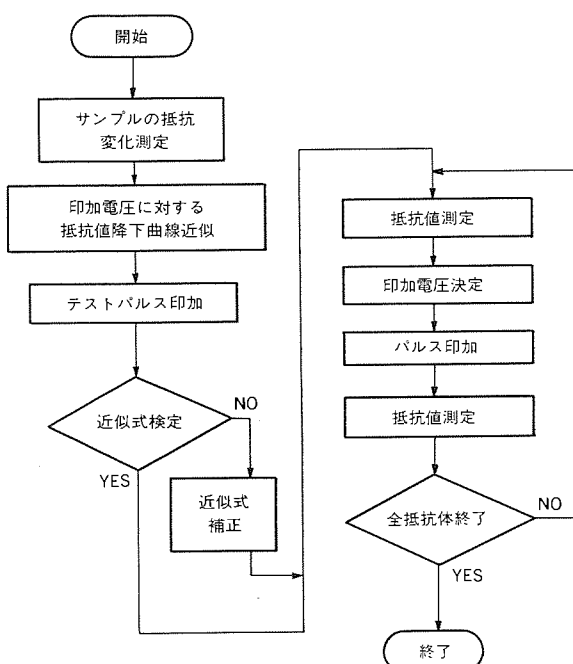 開始
サンプルの抵抗
変化測定
印加電圧に対する
抵抗値降下曲線近似
テストパルス印加
近似式検定
NO
YES
近似式
補正
抵抗値測定
印加電圧決定
パルス印加
抵抗値測定
全抵抗体終了
NO
YES
終了